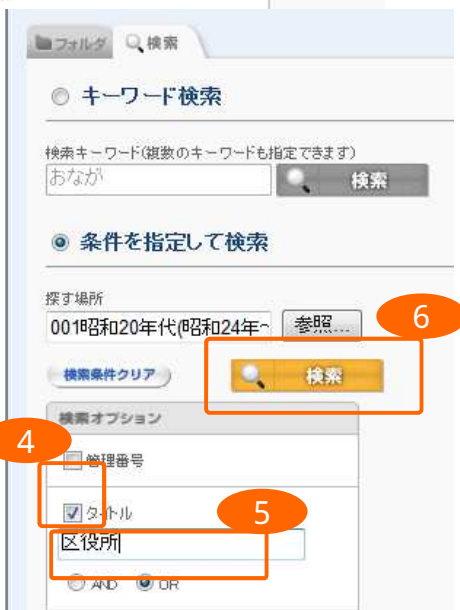 フォルダ 検索
キーワード検索
検索キーワード(複数のキーワードも指定できます)
おなが 検索
条件を指定して検索
探す場所
001昭和20年代(昭和24年~ 参照...
6
検索条件クリア 検索
検索オプション
4
管理番号
タイトル
5
区役所
AND OR